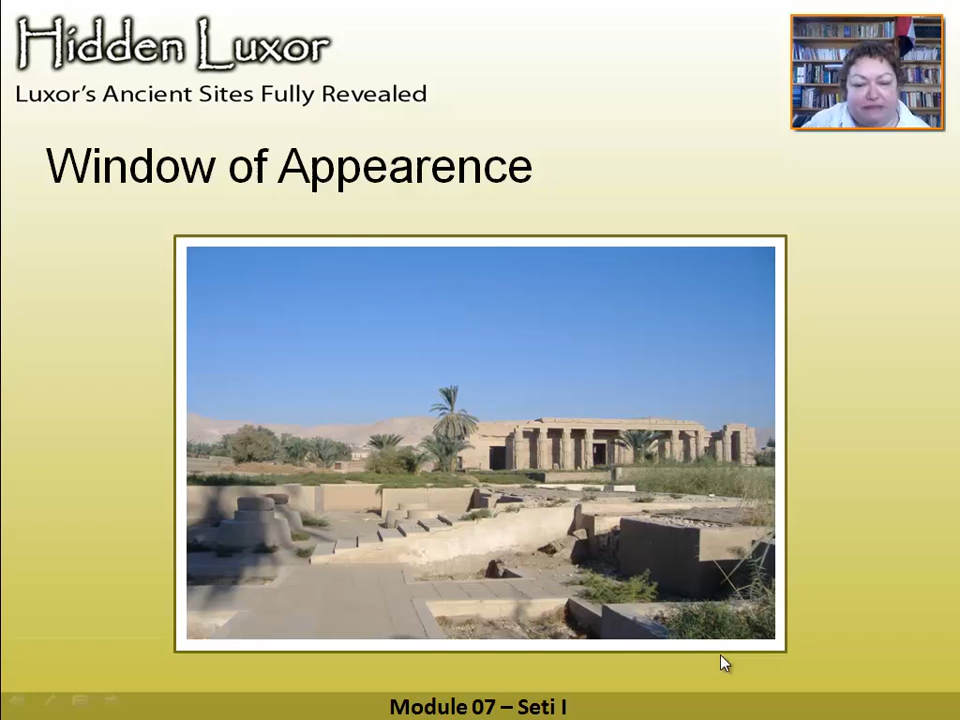 Hidden Luxor
Luxor's Ancient Sites Fully Revealed
Window of Appearence
Module 07 – Seti I